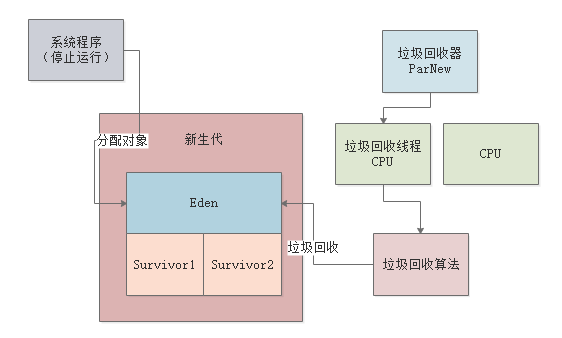 系统程序
（停止运行）
垃圾回收器
ParNew
分配对象
新生代
垃圾回收线程
CPU
CPU
Eden
垃圾回收
Survivor1
Survivor2
垃圾回收算法